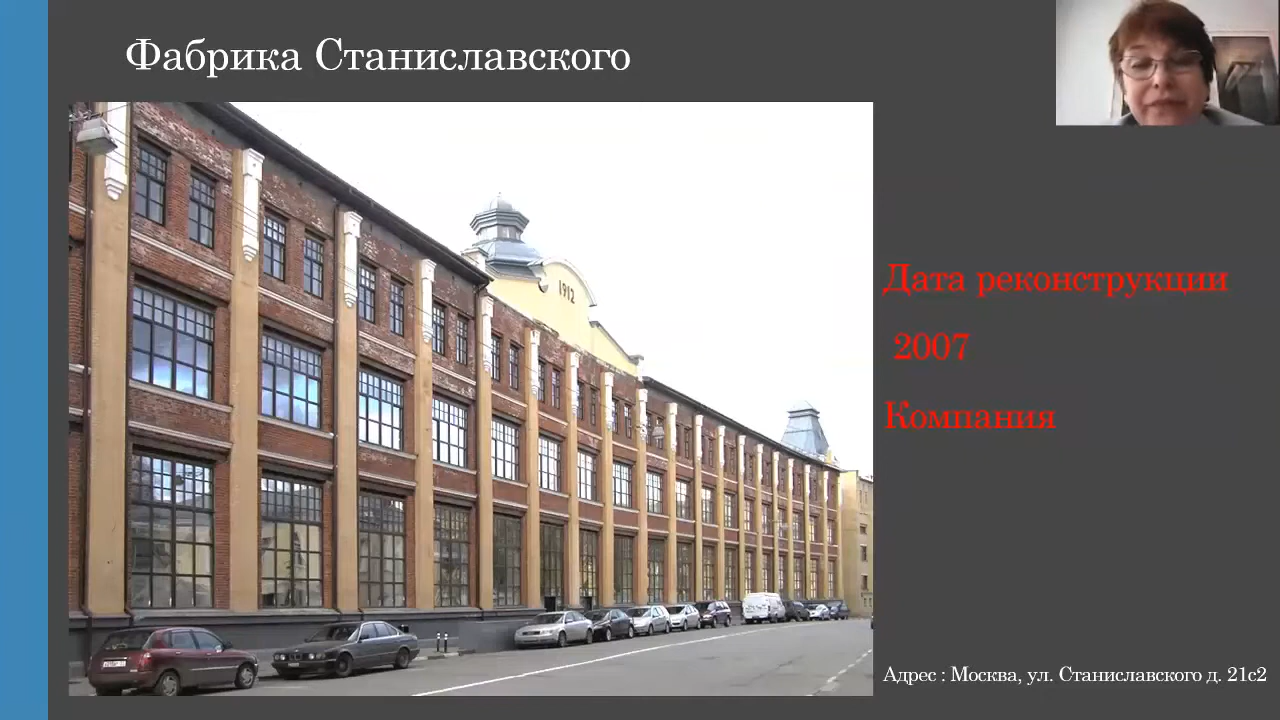 Фабрика Станиславского
1912
Дата реконструкции
2007
Компания
Адрес : Москва, ул. Станиславского д. 21с2